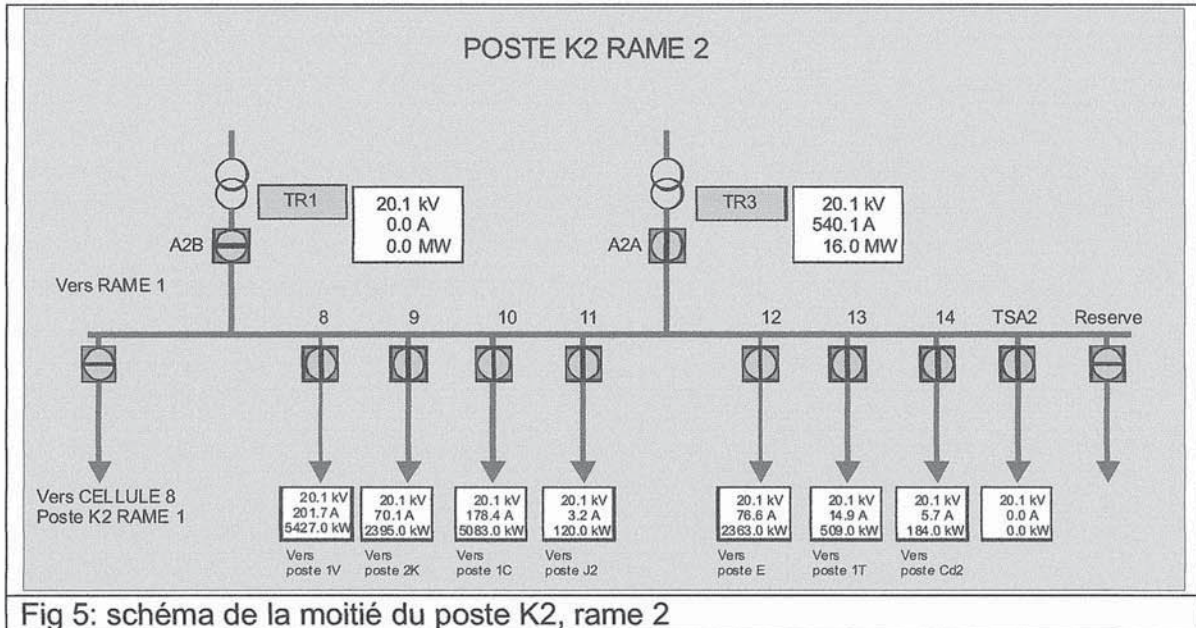 POSTE K2 RAME 2
TR1
20.1 kV
0.0 A
0.0 MW
TR3
20.1 kV
540.1 A
16.0 MW
A2B
A2A
Vers RAME 1
8 9 10 11 12 13 14 TSA2 Reserve
Vers CELLULE 8
Poste K2 RAME 1
20.1 kV
201.7 A
5427.0 kW
Vers
poste 1V
20.1 kV
70.1 A
2395.0 kW
Vers
poste 2K
20.1 kV
178.4 A
5083.0 kW
Vers
poste 1C
20.1 kV
3.2 A
120.0 kW
Vers
poste J2
20.1 kV
76.6 A
2363.0 kW
Vers
poste E
20.1 kV
14.9 A
509.0 kW
Vers
poste 1T
20.1 kV
5.7 A
184.0 kW
Vers
poste Cd2
20.1 kV
0.0 A
0.0 kW
Fig 5: schéma de la moitié du poste K2, rame 2